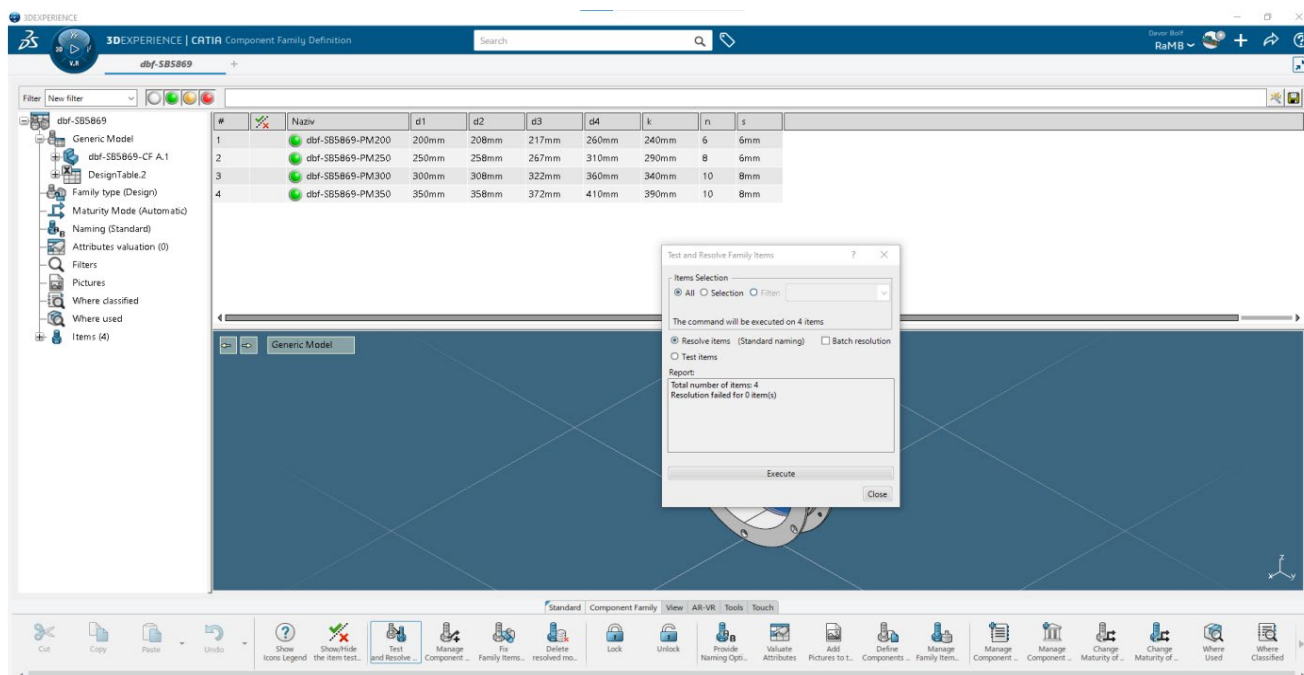 3DEXPERIENCE
3DEXPERIENCE | CATIA Component Family Definition
Search
Davor Bolf
RaMB
3D
V.R
dbf-SB5869
Filter New filter
dbf-SB5869
Generic Model
dbf-SB5869-CF A.1
DesignTable.2
Family type (Design)
Maturity Mode (Automatic)
Naming (Standard)
Attributes valuation (0)
Filters
Pictures
Where classified
Where used
Items (4)
# Naziv d1 d2 d3 d4 k n s
1 dbf-SB5869-PM200 200mm 208mm 217mm 260mm 240mm 6 6mm
2 dbf-SB5869-PM250 250mm 258mm 267mm 310mm 290mm 8 6mm
3 dbf-SB5869-PM300 300mm 308mm 322mm 360mm 340mm 10 8mm
4 dbf-SB5869-PM350 350mm 358mm 372mm 410mm 390mm 10 8mm
Test and Resolve Family Items ?
Items Selection
All Selection Filter:
The command will be executed on 4 items
Resolve items (Standard naming) Batch resolution
Test items
Report:
Total number of items: 4
Resolution failed for 0 item(s)
Execute
Close
Generic Model
z
x y
Standard Component Family View AR-VR Tools Touch
Cut Copy Paste Undo
Show Icons Legend
Show/Hide the item test...
Test and Resolve ...
Manage Component ...
Fix Family Items...
Delete resolved mo...
Lock
Unlock
Provide Naming Opti...
Valuate Attributes
Add Pictures to t...
Define Components ...
Manage Family Item...
Manage Component ...
Manage Component ...
Change Maturity of ...
Change Maturity of ...
Where Used
Where Classified